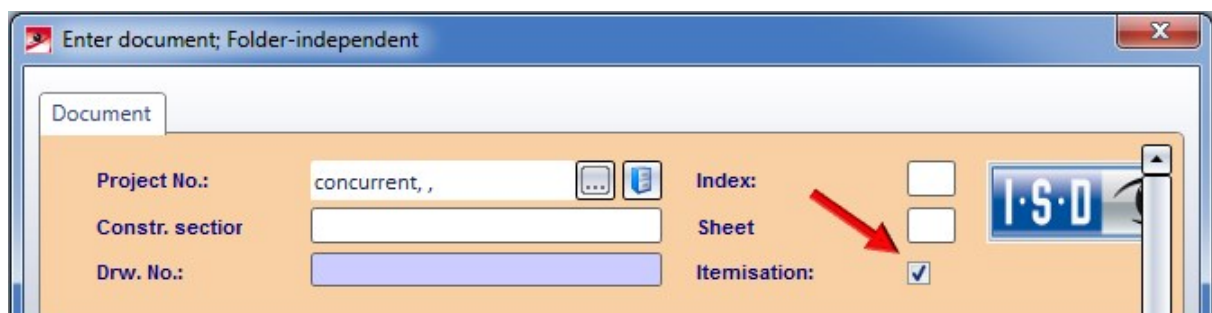 Enter document; Folder-independent
X
Document
Project No.: concurrent, , ... Index:
Constr. sectior Sheet
Drw. No.: Itemisation:
I·S·D